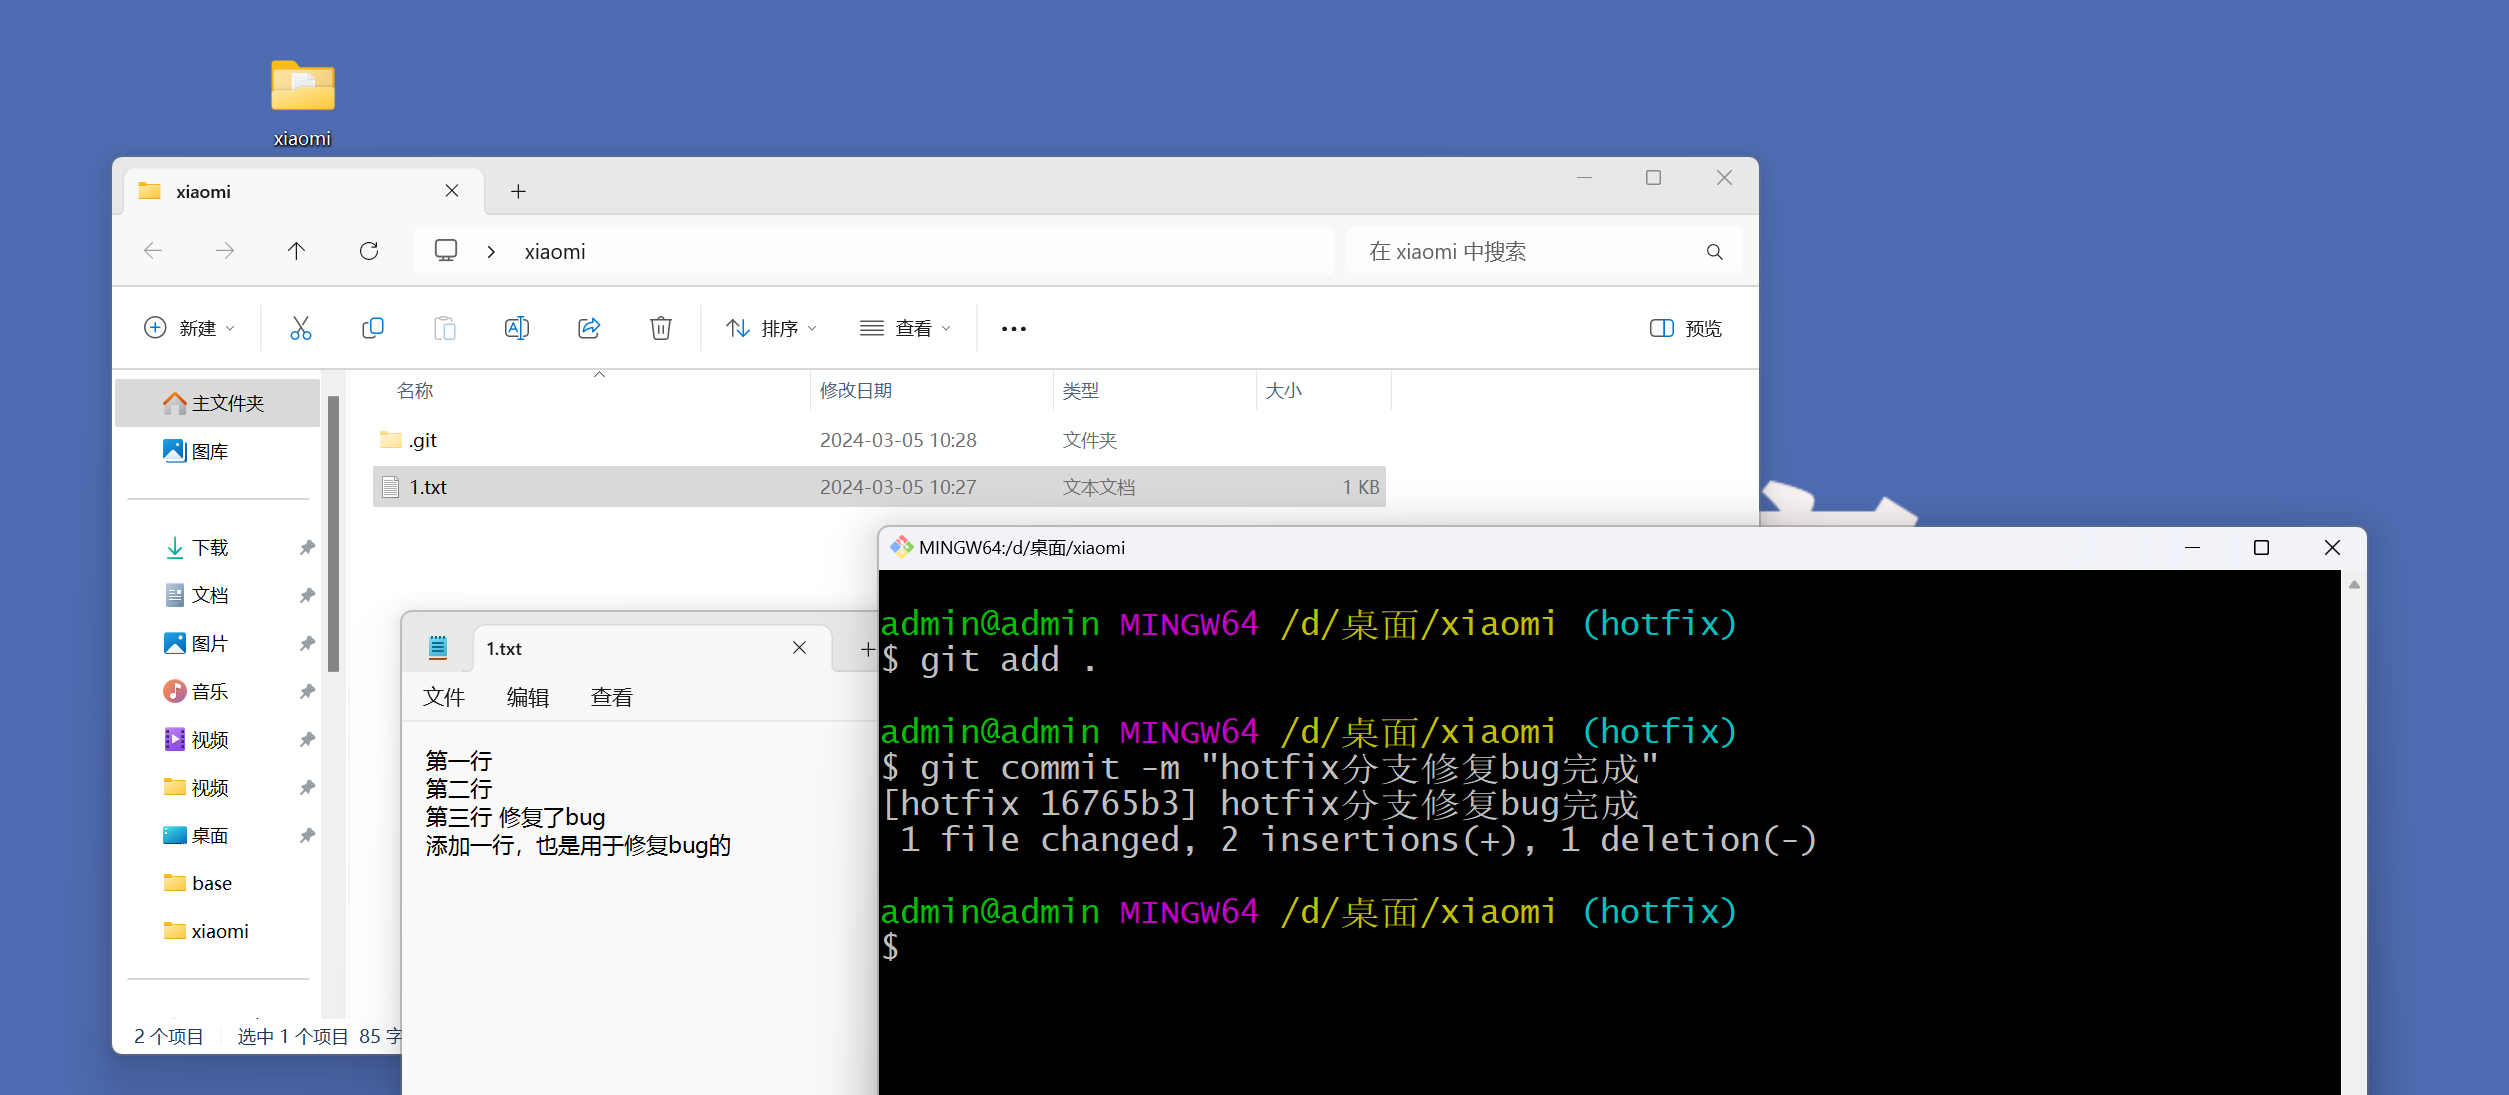 xiaomi
xiaomi
xiaomi
在 xiaomi 中搜索
新建
排序
查看
预览
主文件夹
图库
下载
文档
图片
音乐
视频
视频
桌面
base
xiaomi
名称 修改日期 类型 大小
.git 2024-03-05 10:28 文件夹
1.txt 2024-03-05 10:27 文本文档 1 KB
2 个项目 选中 1 个项目 85 字
1.txt
文件 编辑 查看
第一行
第二行
第三行 修复了bug
添加一行，也是用于修复bug的
MINGW64:/d/桌面/xiaomi
admin@admin MINGW64 /d/桌面/xiaomi (hotfix)
$ git add .
admin@admin MINGW64 /d/桌面/xiaomi (hotfix)
$ git commit -m "hotfix分支修复bug完成"
[hotfix 16765b3] hotfix分支修复bug完成
1 file changed, 2 insertions(+), 1 deletion(-)
admin@admin MINGW64 /d/桌面/xiaomi (hotfix)
$